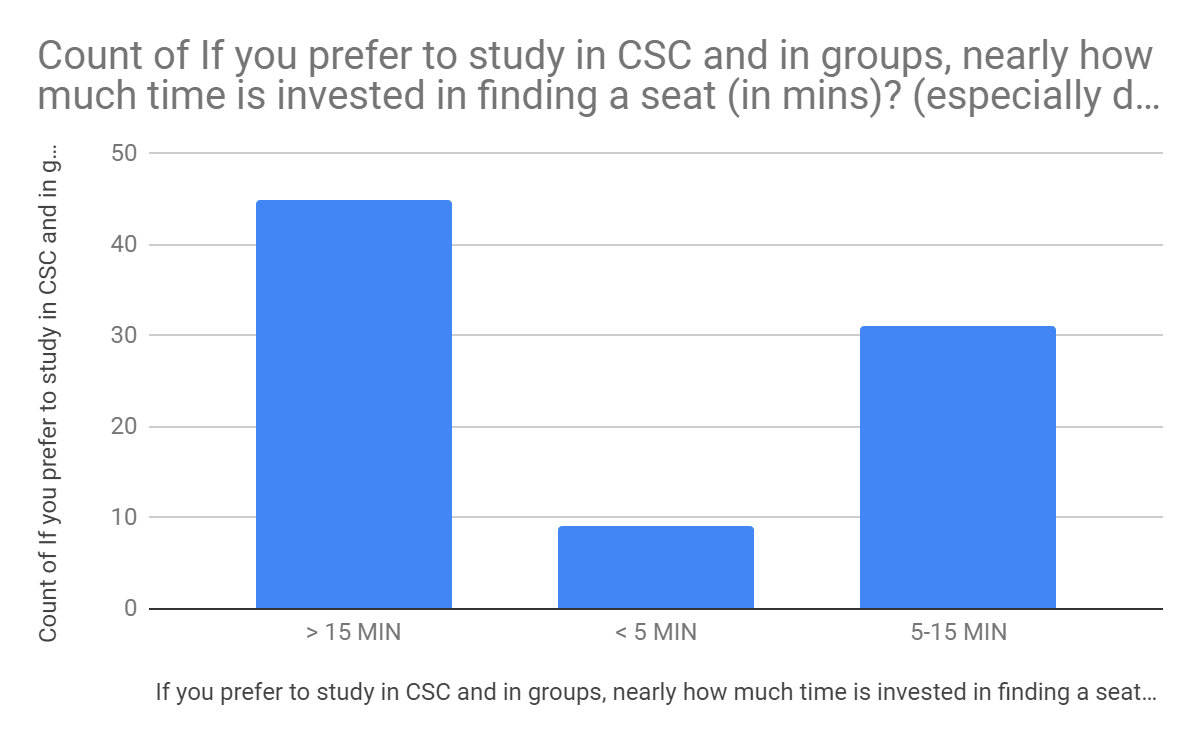 Count of If you prefer to study in CSC and in groups, nearly how
much time is invested in finding a seat (in mins)? (especially d...
Count of If you prefer to study in CSC and in g...
50
40
30
20
10
0
> 15 MIN
< 5 MIN
5-15 MIN
If you prefer to study in CSC and in groups, nearly how much time is invested in finding a seat...